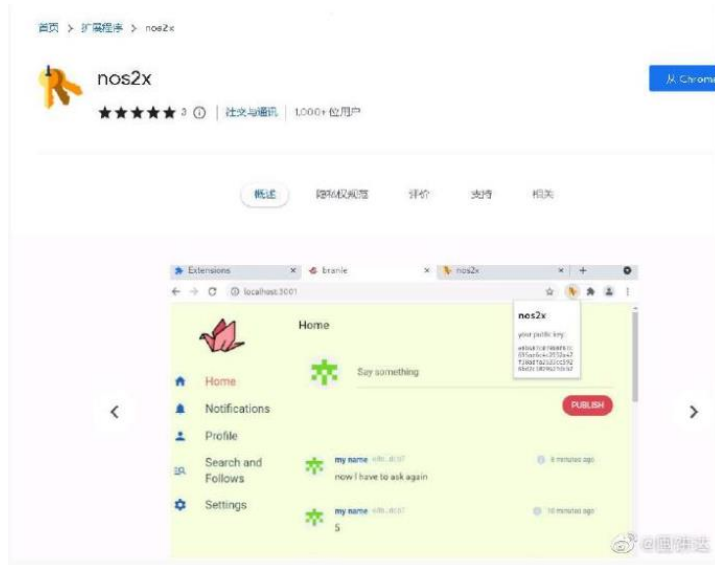 首页 > 扩展程序 > nos2x
nos2x
★★★★★ 3 | 社交与通讯 | 1,000+ 位用户
从 Chrome
概述 隐私权规范 评价 支持 相关
Extensions × branle × nos2x × +
localhost:3001
nos2x
your public key:
Home
Say something
PUBLISH
Home
Notifications
Profile
Search and
Follows
Settings
my name
8 minutes ago
now I have to ask again
my name
10 minutes ago
5